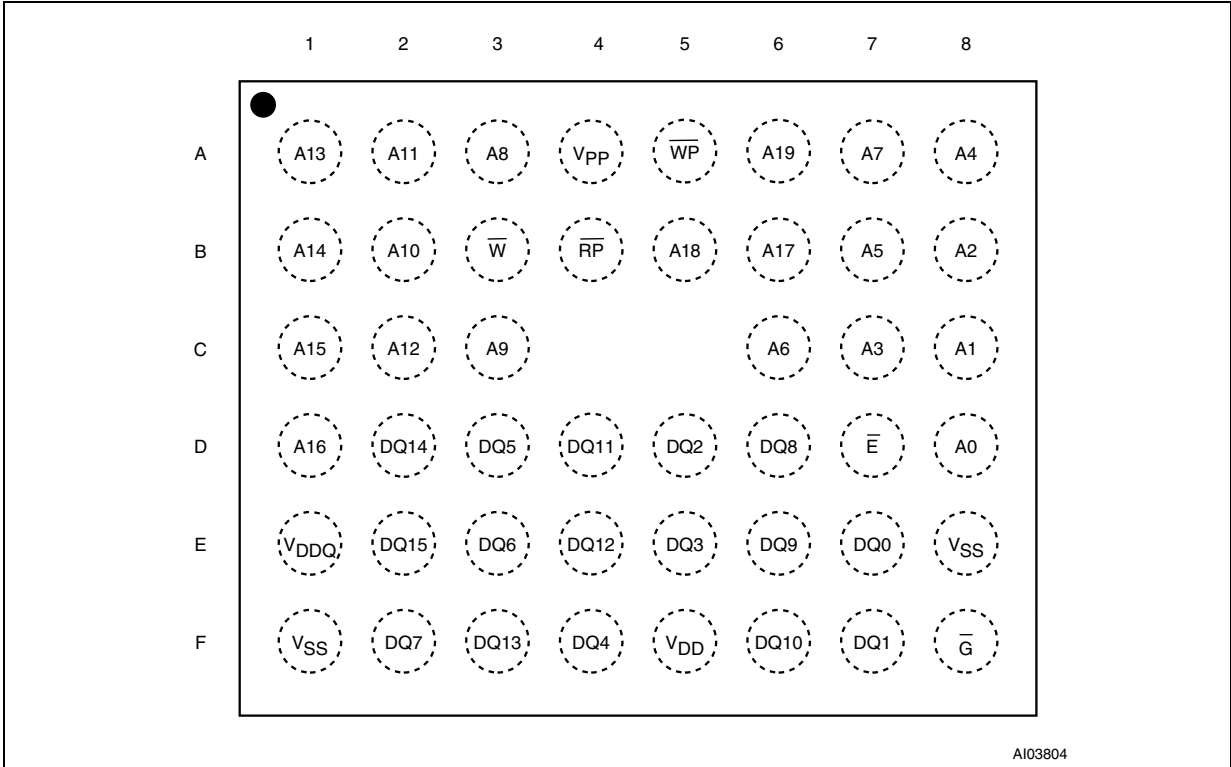 1 2 3 4 5 6 7 8
A A13 A11 A8 VPP W̅P̅ A19 A7 A4
B A14 A10 W̅ R̅P̅ A18 A17 A5 A2
C A15 A12 A9 A6 A3 A1
D A16 DQ14 DQ5 DQ11 DQ2 DQ8 E̅ A0
E VDDQ DQ15 DQ6 DQ12 DQ3 DQ9 DQ0 VSS
F VSS DQ7 DQ13 DQ4 VDD DQ10 DQ1 G̅
AI03804